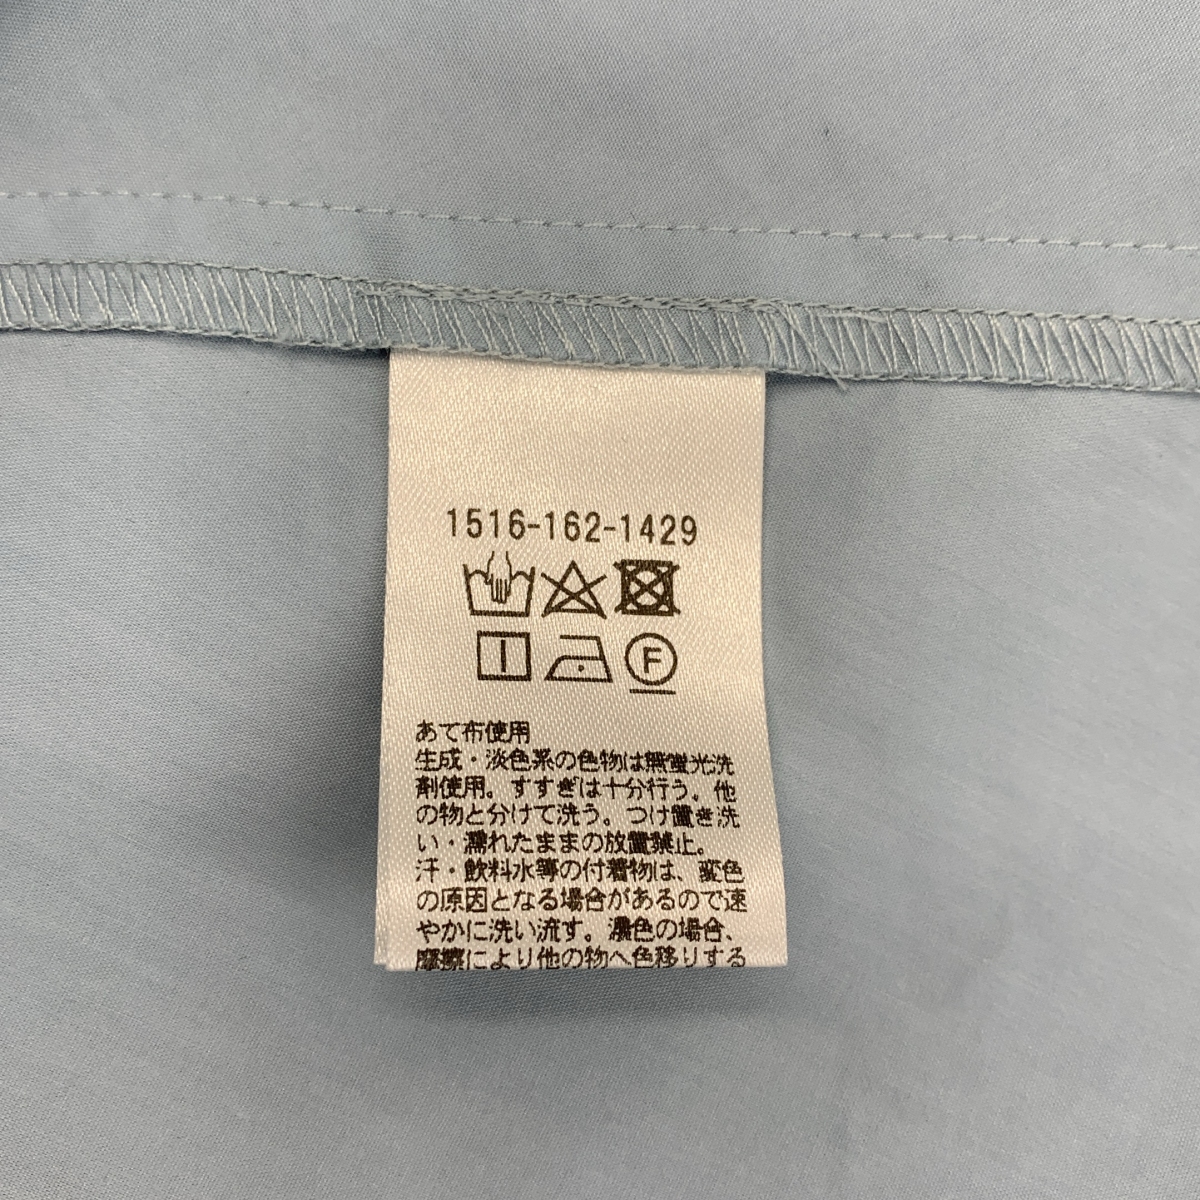 1516-162-1429
F
あて布使用
生成・淡色系の色物は無蛍光洗
剤使用。すすぎは十分行う。他
の物と分けて洗う。つけ置き洗
い・濡れたままの放置禁止。
汗・飲料水等の付着物は、変色
の原因となる場合があるので速
やかに洗い流す。濃色の場合、
摩擦により他の物へ色移りする